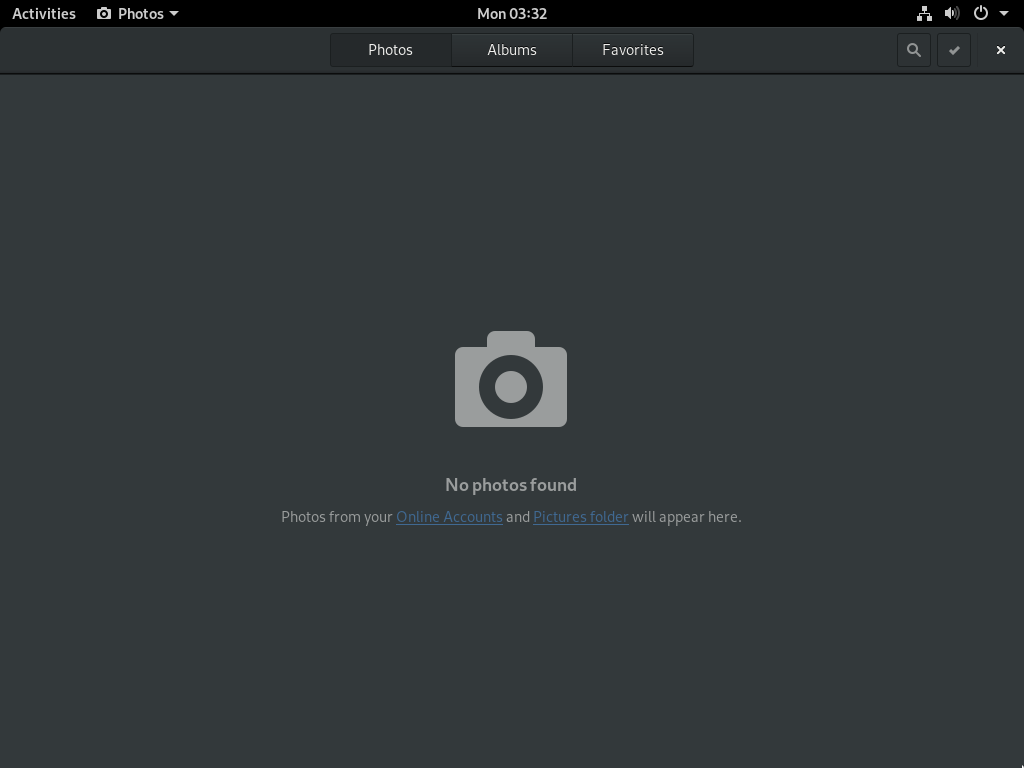 Activities Photos Mon 03:32
Photos Albums Favorites
No photos found
Photos from your Online Accounts and Pictures folder will appear here.